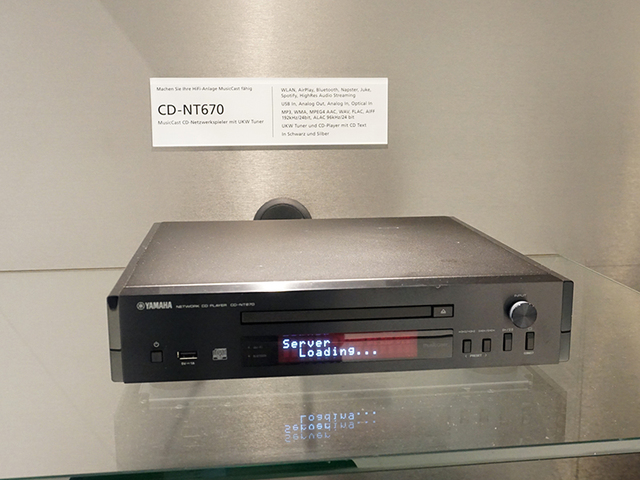 Machen Sie Ihre HiFi-Anlage MusicCast fähig
CD-NT670
MusicCast CD-Netzwerkspieler mit UKW Tuner
WLAN, AirPlay, Bluetooth, Napster, Juke,
Spotify, HighRes Audio Streaming
USB In, Analog Out, Analog In, Optical In
MP3, WMA, MPEG4 AAC, WAV, FLAC, AIFF
192kHz/24bit, ALAC 96kHz/24 bit
UKW Tuner und CD-Player mit CD Text
In Schwarz und Silber
YAMAHA NETWORK CD PLAYER CD-NT670
Server
Loading...